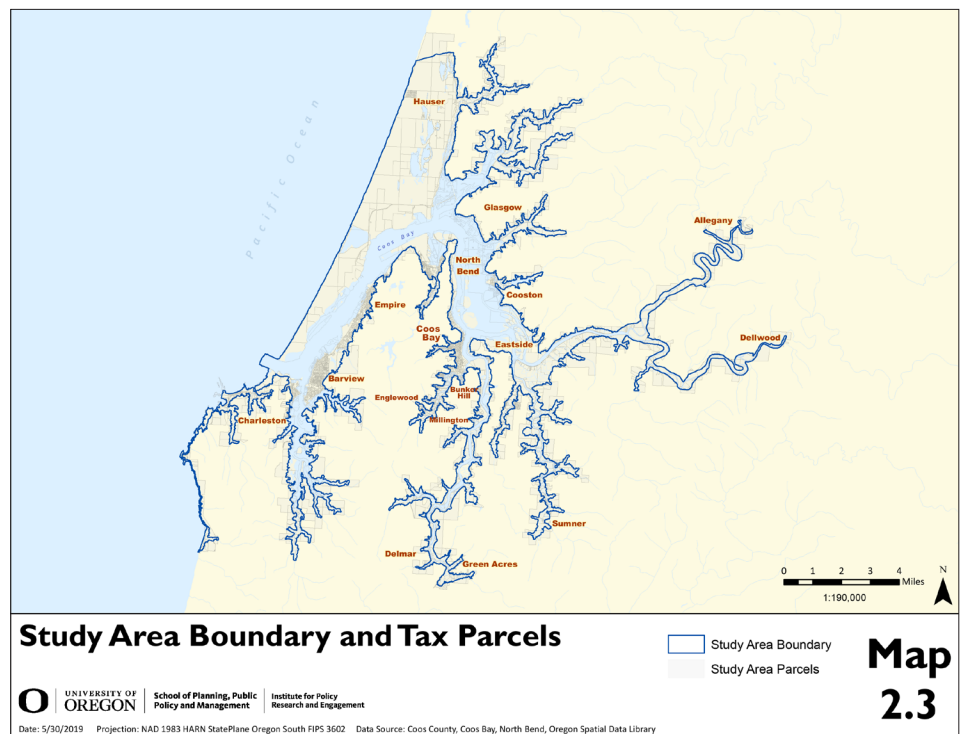 Hauser
Pacific Ocean
Glasgow
Allegany
Coos Bay
North
Bend
Cooston
Empire
Coos
Bay
Eastside
Dellwood
Barview
Bunker
Hill
Englewood
Millington
Charleston
Sumner
Delmar
Green Acres
0 1 2 3 4
Miles
N
1:190,000
Study Area Boundary and Tax Parcels
Study Area Boundary
Study Area Parcels
Map
2.3
O
UNIVERSITY OF
OREGON
School of Planning, Public
Policy and Management
Institute for Policy
Research and Engagement
Date: 5/30/2019 Projection: NAD 1983 HARN StatePlane Oregon South FIPS 3602 Data Source: Coos County, Coos Bay, North Bend, Oregon Spatial Data Library